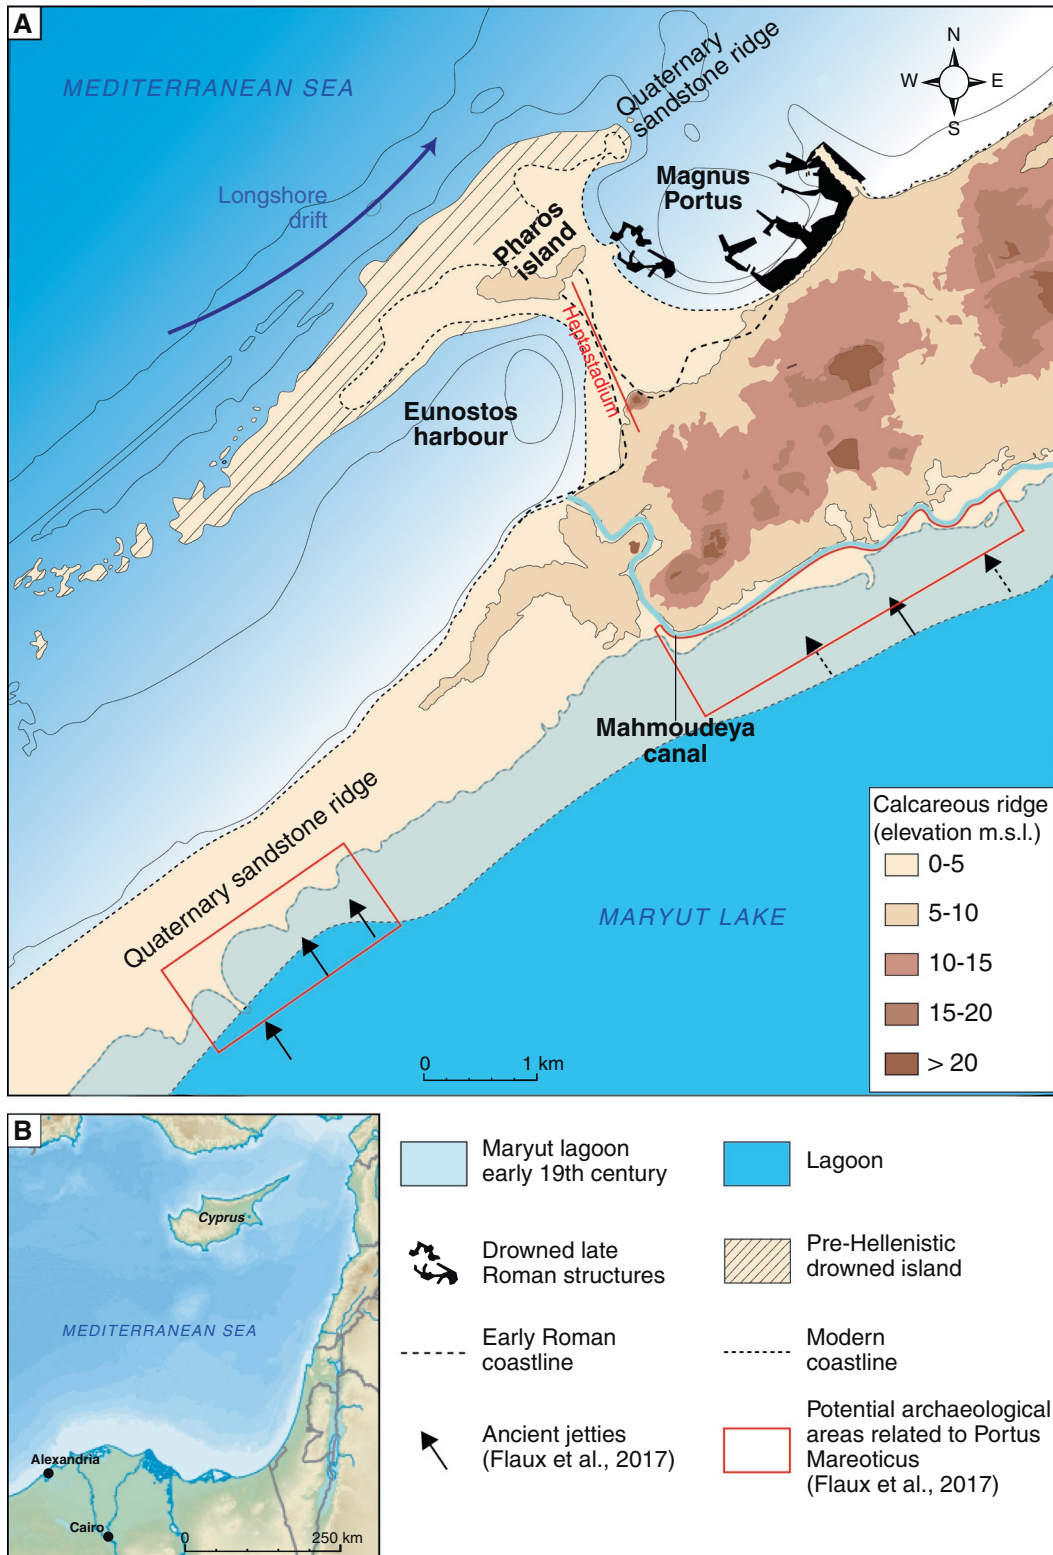 A
MEDITERRANEAN SEA
Quaternary
sandstone ridge
N
W
E
S
Longshore
drift
Magnus
Portus
Pharos
island
Heptastadium
Eunostos
harbour
Mahmoudeya
canal
Quaternary sandstone ridge
MARYUT LAKE
0
1 km
Calcareous ridge
(elevation m.s.l.)
0-5
5-10
10-15
15-20
> 20
B
Cyprus
MEDITERRANEAN SEA
Alexandria
Cairo
0
250 km
Maryut lagoon
early 19th century
Lagoon
Drowned late
Roman structures
Pre-Hellenistic
drowned island
Early Roman
coastline
Modern
coastline
Ancient jetties
(Flaux et al., 2017)
Potential archaeological
areas related to Portus
Mareoticus
(Flaux et al., 2017)